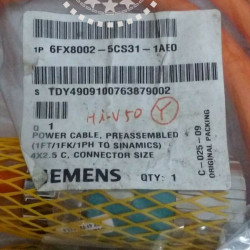 1P 6FX8002-5CS31-1AE0
S TDY4909100763879002
Hi-V50 Y
Q 1
POWER CABLE, PREASSEMBLED
(1FT/1FK/1PH TO SINAMICS)
4X2.5 C, CONNECTOR SIZE
SIEMENS QTY: 1
C-025-09
ORIGINAL PACKING